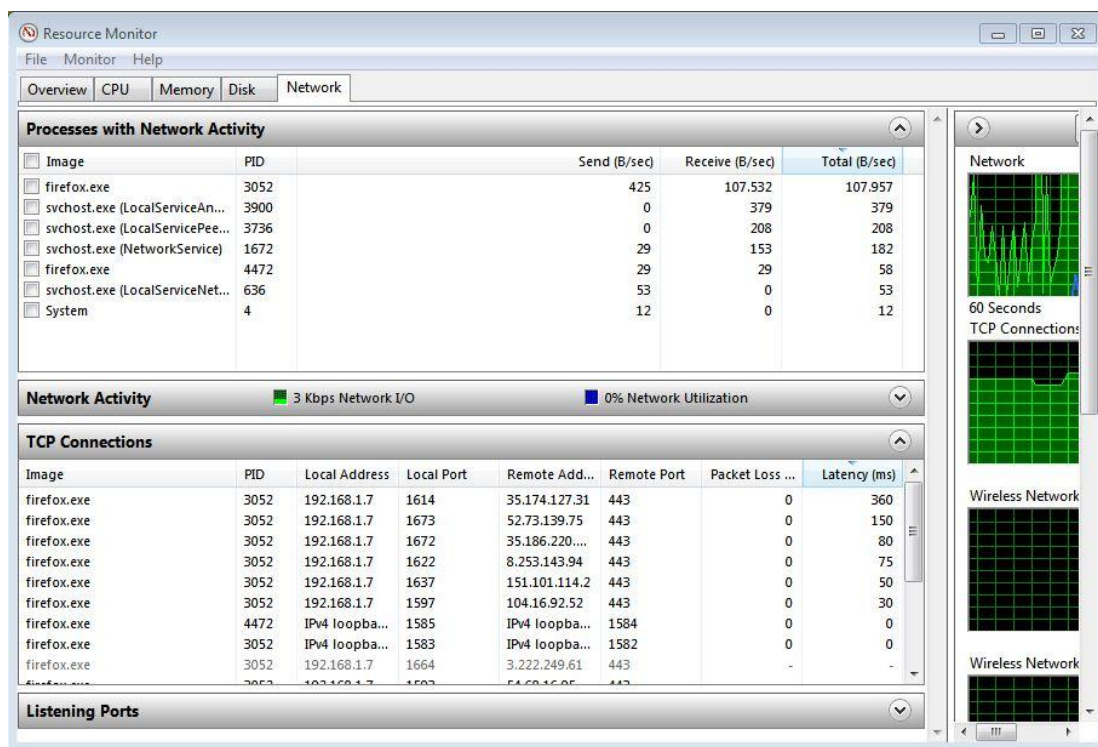 Resource Monitor
File Monitor Help
Overview CPU Memory Disk Network
Processes with Network Activity
Image PID Send (B/sec) Receive (B/sec) Total (B/sec)
firefox.exe 3052 425 107.532 107.957
svchost.exe (LocalServiceAn... 3900 0 379 379
svchost.exe (LocalServicePee... 3736 0 208 208
svchost.exe (NetworkService) 1672 29 153 182
firefox.exe 4472 29 29 58
svchost.exe (LocalServiceNet... 636 53 0 53
System 4 12 0 12
Network Activity 3 Kbps Network I/O 0% Network Utilization
TCP Connections
Image PID Local Address Local Port Remote Add... Remote Port Packet Loss ... Latency (ms)
firefox.exe 3052 192.168.1.7 1614 35.174.127.31 443 0 360
firefox.exe 3052 192.168.1.7 1673 52.73.139.75 443 0 150
firefox.exe 3052 192.168.1.7 1672 35.186.220.... 443 0 80
firefox.exe 3052 192.168.1.7 1622 8.253.143.94 443 0 75
firefox.exe 3052 192.168.1.7 1637 151.101.114.2 443 0 50
firefox.exe 3052 192.168.1.7 1597 104.16.92.52 443 0 30
firefox.exe 4472 IPv4 loopba... 1585 IPv4 loopba... 1584 0 0
firefox.exe 3052 IPv4 loopba... 1583 IPv4 loopba... 1582 0 0
firefox.exe 3052 192.168.1.7 1664 3.222.249.61 443 - -
Listening Ports
Network
60 Seconds
TCP Connections
Wireless Network
Wireless Network